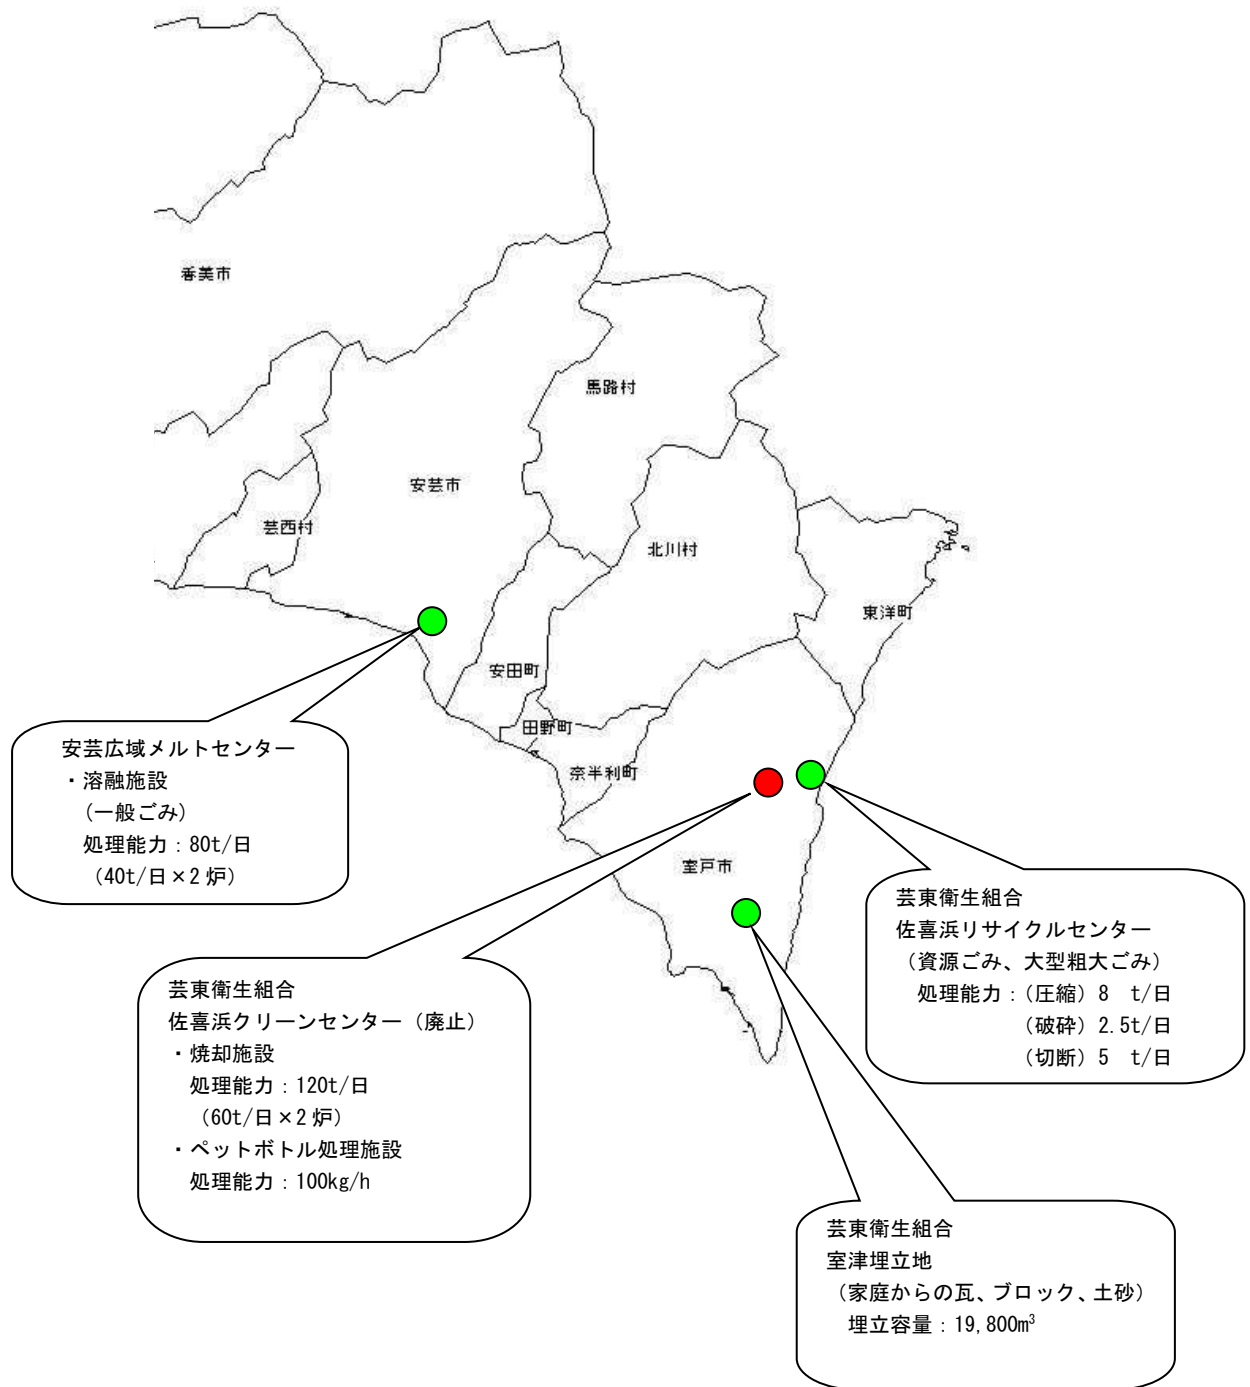 香美市
馬路村
安芸市
芸西村
北川村
東洋町
安田町
田野町
奈半利町
室戸市
安芸広域メルトセンター
・溶融施設
(一般ごみ)
処理能力：80t/日
(40t/日×2 炉)
芸東衛生組合
佐喜浜クリーンセンター（廃止）
・焼却施設
処理能力：120t/日
(60t/日×2 炉)
・ペットボトル処理施設
処理能力：100kg/h
芸東衛生組合
佐喜浜リサイクルセンター
（資源ごみ、大型粗大ごみ）
処理能力：（圧縮）8 t/日
（破砕）2.5t/日
（切断）5 t/日
芸東衛生組合
室津埋立地
（家庭からの瓦、ブロック、土砂）
埋立容量：19,800m³